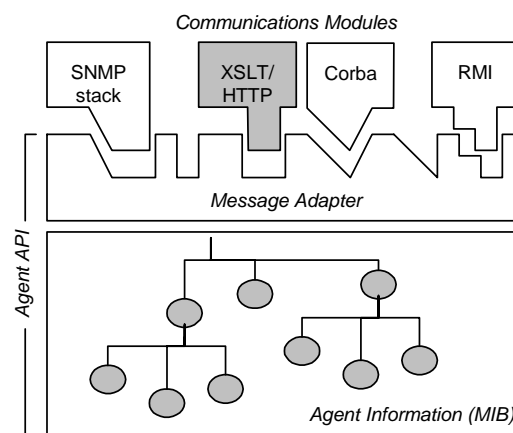 Communications Modules
SNMP
stack
XSLT/
HTTP
Corba
RMI
Message Adapter
Agent API
Agent Information (MIB)